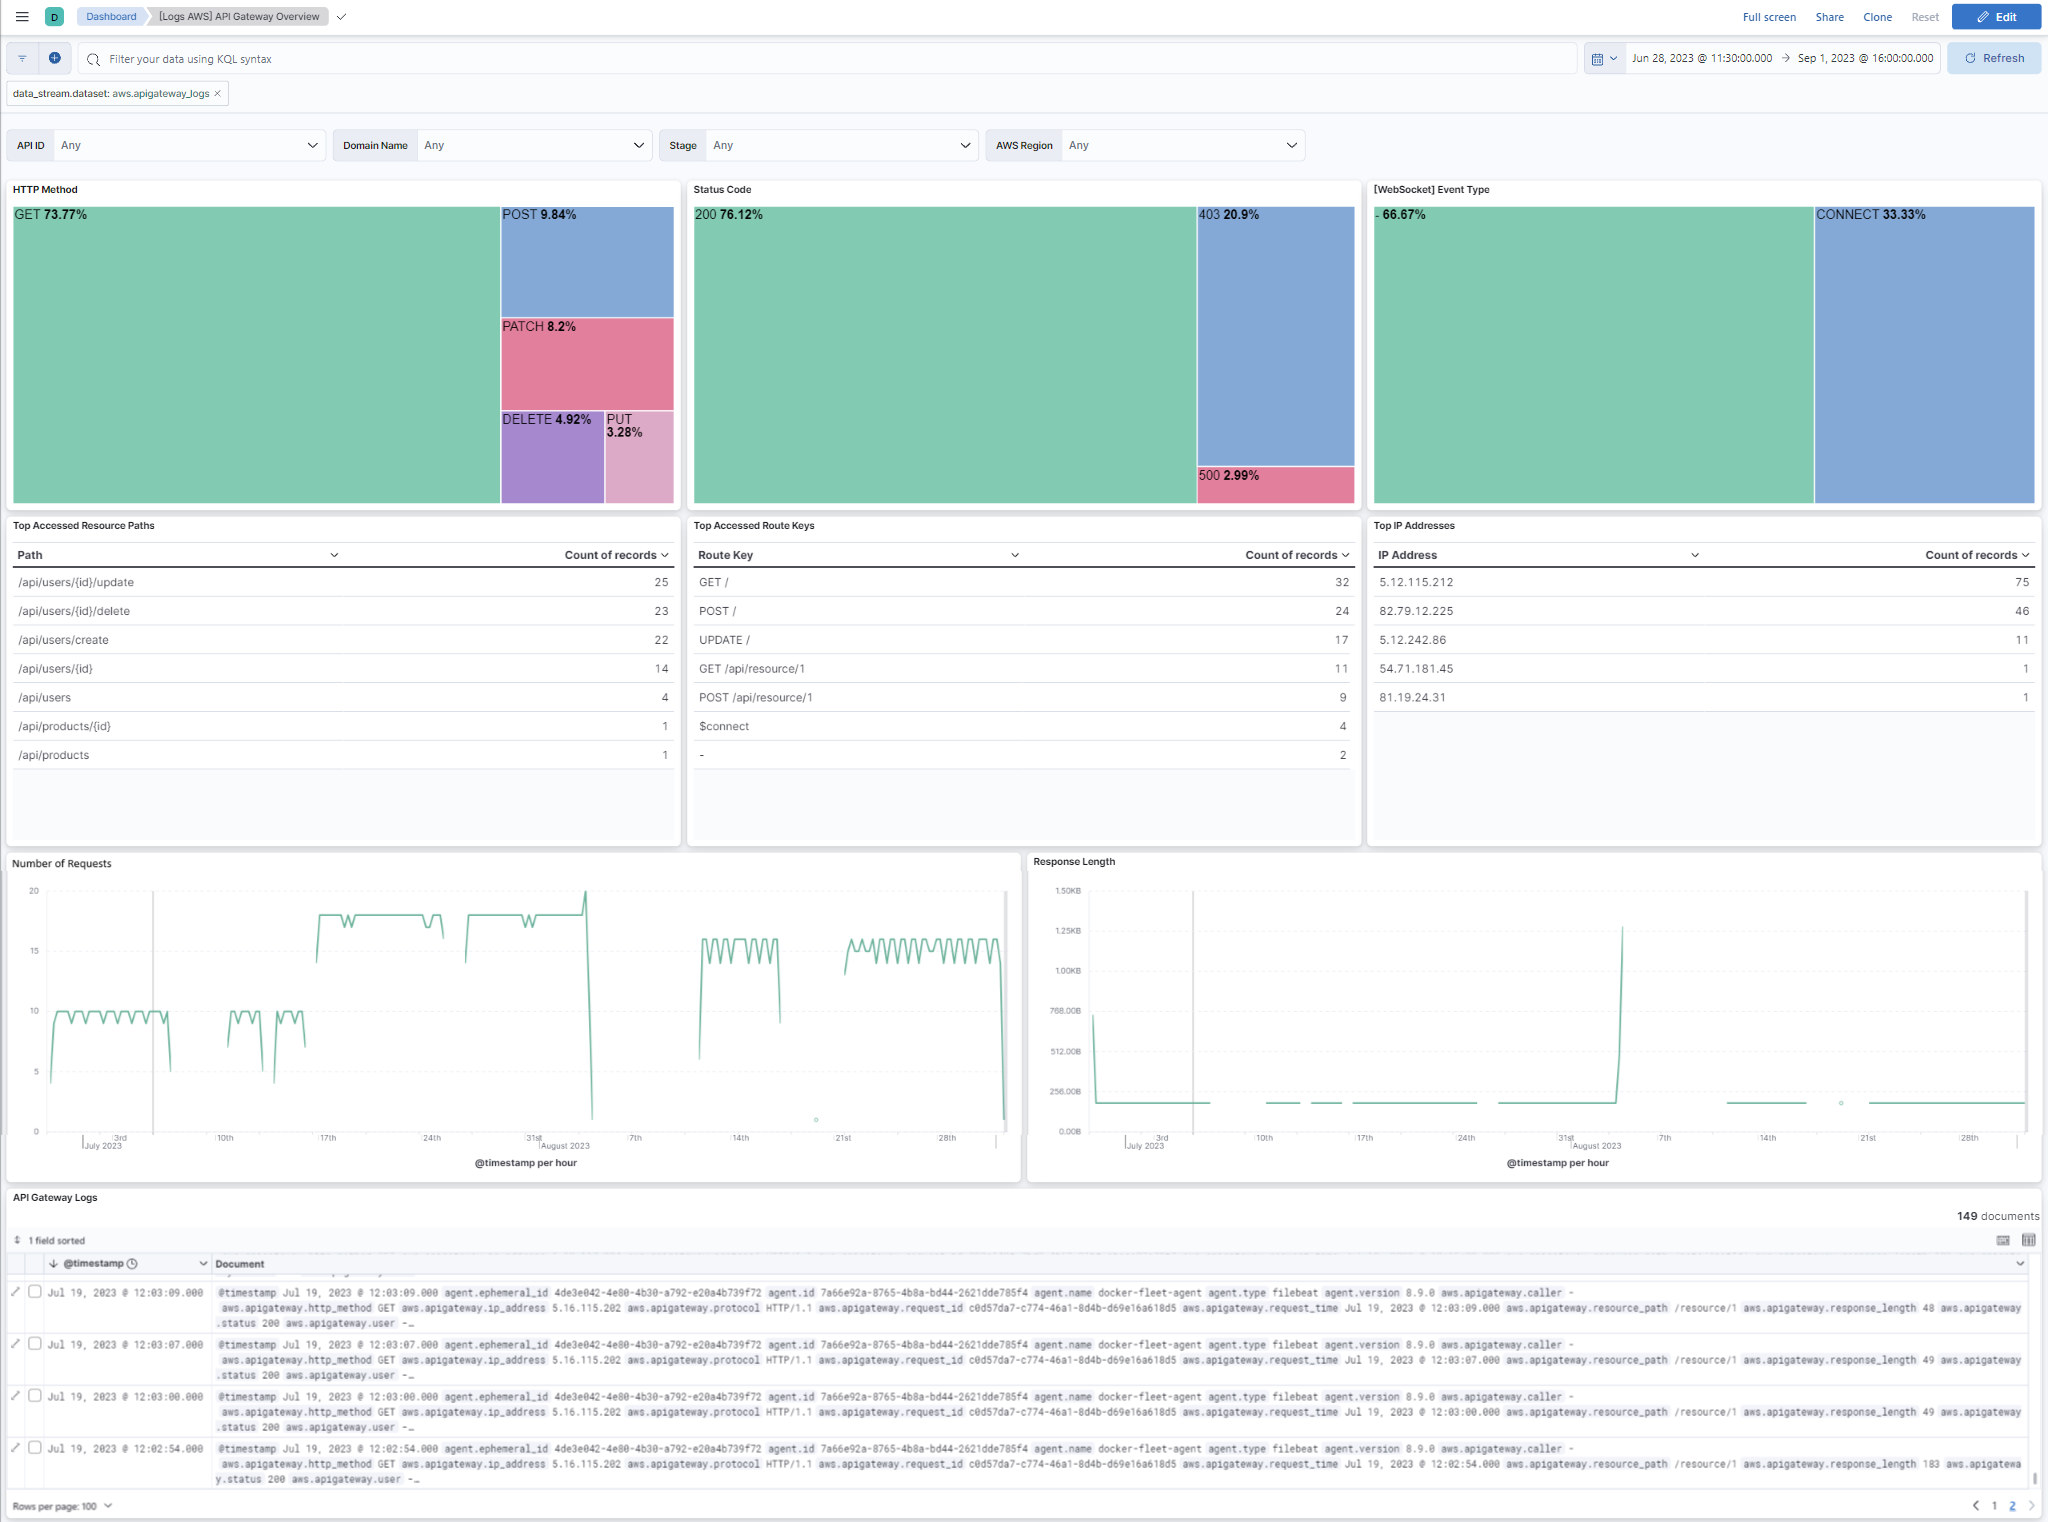 D Dashboard [Logs AWS] API Gateway Overview Full screen Share Clone Reset Edit
Filter your data using KQL syntax Jun 28, 2023 @ 11:30:00.000 → Sep 1, 2023 @ 16:00:00.000 Refresh
data_stream.dataset: aws.apigateway_logs ×
API ID Any Domain Name Any Stage Any AWS Region Any
HTTP Method
GET 73.77%
POST 9.84%
PATCH 8.2%
DELETE 4.92%
PUT
3.28%
Status Code
200 76.12%
403 20.9%
500 2.99%
[WebSocket] Event Type
- 66.67%
CONNECT 33.33%
Top Accessed Resource Paths
Path Count of records
/api/users/{id}/update 25
/api/users/{id}/delete 23
/api/users/create 22
/api/users/{id} 14
/api/users 4
/api/products/{id} 1
/api/products 1
Top Accessed Route Keys
Route Key Count of records
GET / 32
POST / 24
UPDATE / 17
GET /api/resource/1 11
POST /api/resource/1 9
$connect 4
- 2
Top IP Addresses
IP Address Count of records
5.12.115.212 75
82.79.12.225 46
5.12.242.86 11
54.71.181.45 1
81.19.24.31 1
Number of Requests
20
15
10
5
0
3rd 10th 17th 24th 31st 7th 14th 21st 28th
July 2023 August 2023
@timestamp per hour
Response Length
1.50KB
1.25KB
1.00KB
768.00B
512.00B
256.00B
0.00B
3rd 10th 17th 24th 31st 7th 14th 21st 28th
July 2023 August 2023
@timestamp per hour
API Gateway Logs
149 documents
1 field sorted
@timestamp Document
Jul 19, 2023 @ 12:03:09.000 @timestamp Jul 19, 2023 @ 12:03:09.000 agent.ephemeral_id 4de3e042-4e80-4b30-a792-e20a4b739f72 agent.id 7a66e92a-8765-4b8a-bd44-2621dde785f4 agent.name docker-fleet-agent agent.type filebeat agent.version 8.9.0 aws.apigateway.caller -
aws.apigateway.http_method GET aws.apigateway.ip_address 5.16.115.202 aws.apigateway.protocol HTTP/1.1 aws.apigateway.request_id c0d57da7-c774-46a1-8d4b-d69e16a618d5 aws.apigateway.request_time Jul 19, 2023 @ 12:03:09.000 aws.apigateway.resource_path /resource/1 aws.apigateway.response_length 48 aws.apigateway
.status 200 aws.apigateway.user -…
Jul 19, 2023 @ 12:03:07.000 @timestamp Jul 19, 2023 @ 12:03:07.000 agent.ephemeral_id 4de3e042-4e80-4b30-a792-e20a4b739f72 agent.id 7a66e92a-8765-4b8a-bd44-2621dde785f4 agent.name docker-fleet-agent agent.type filebeat agent.version 8.9.0 aws.apigateway.caller -
aws.apigateway.http_method GET aws.apigateway.ip_address 5.16.115.202 aws.apigateway.protocol HTTP/1.1 aws.apigateway.request_id c0d57da7-c774-46a1-8d4b-d69e16a618d5 aws.apigateway.request_time Jul 19, 2023 @ 12:03:07.000 aws.apigateway.resource_path /resource/1 aws.apigateway.response_length 49 aws.apigateway
.status 200 aws.apigateway.user -…
Jul 19, 2023 @ 12:03:00.000 @timestamp Jul 19, 2023 @ 12:03:00.000 agent.ephemeral_id 4de3e042-4e80-4b30-a792-e20a4b739f72 agent.id 7a66e92a-8765-4b8a-bd44-2621dde785f4 agent.name docker-fleet-agent agent.type filebeat agent.version 8.9.0 aws.apigateway.caller -
aws.apigateway.http_method GET aws.apigateway.ip_address 5.16.115.202 aws.apigateway.protocol HTTP/1.1 aws.apigateway.request_id c0d57da7-c774-46a1-8d4b-d69e16a618d5 aws.apigateway.request_time Jul 19, 2023 @ 12:03:00.000 aws.apigateway.resource_path /resource/1 aws.apigateway.response_length 49 aws.apigateway
.status 200 aws.apigateway.user -…
Jul 19, 2023 @ 12:02:54.000 @timestamp Jul 19, 2023 @ 12:02:54.000 agent.ephemeral_id 4de3e042-4e80-4b30-a792-e20a4b739f72 agent.id 7a66e92a-8765-4b8a-bd44-2621dde785f4 agent.name docker-fleet-agent agent.type filebeat agent.version 8.9.0 aws.apigateway.caller -
aws.apigateway.http_method GET aws.apigateway.ip_address 5.16.115.202 aws.apigateway.protocol HTTP/1.1 aws.apigateway.request_id c0d57da7-c774-46a1-8d4b-d69e16a618d5 aws.apigateway.request_time Jul 19, 2023 @ 12:02:54.000 aws.apigateway.resource_path /resource/1 aws.apigateway.response_length 183 aws.apigatewa
y.status 200 aws.apigateway.user -…
Rows per page: 100 1 2